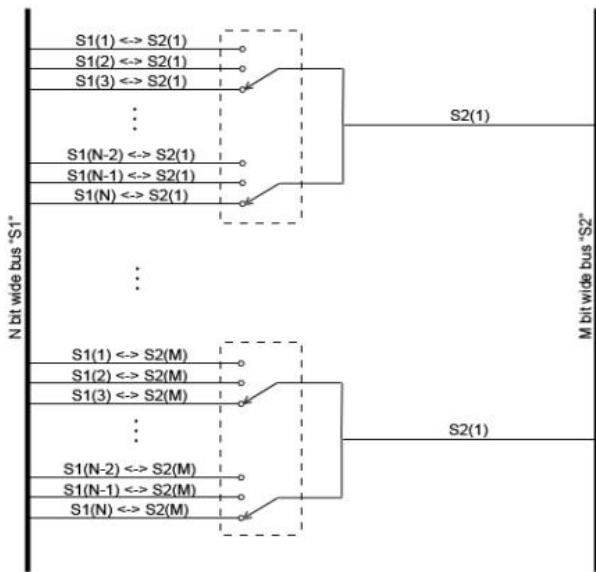 S1(1) <-> S2(1)
S1(2) <-> S2(1)
S1(3) <-> S2(1)
S2(1)
S1(N-2) <-> S2(1)
S1(N-1) <-> S2(1)
S1(N) <-> S2(1)
N bit wide bus "S1"
M bit wide bus "S2"
S1(1) <-> S2(M)
S1(2) <-> S2(M)
S1(3) <-> S2(M)
S2(1)
S1(N-2) <-> S2(M)
S1(N-1) <-> S2(M)
S1(N) <-> S2(M)